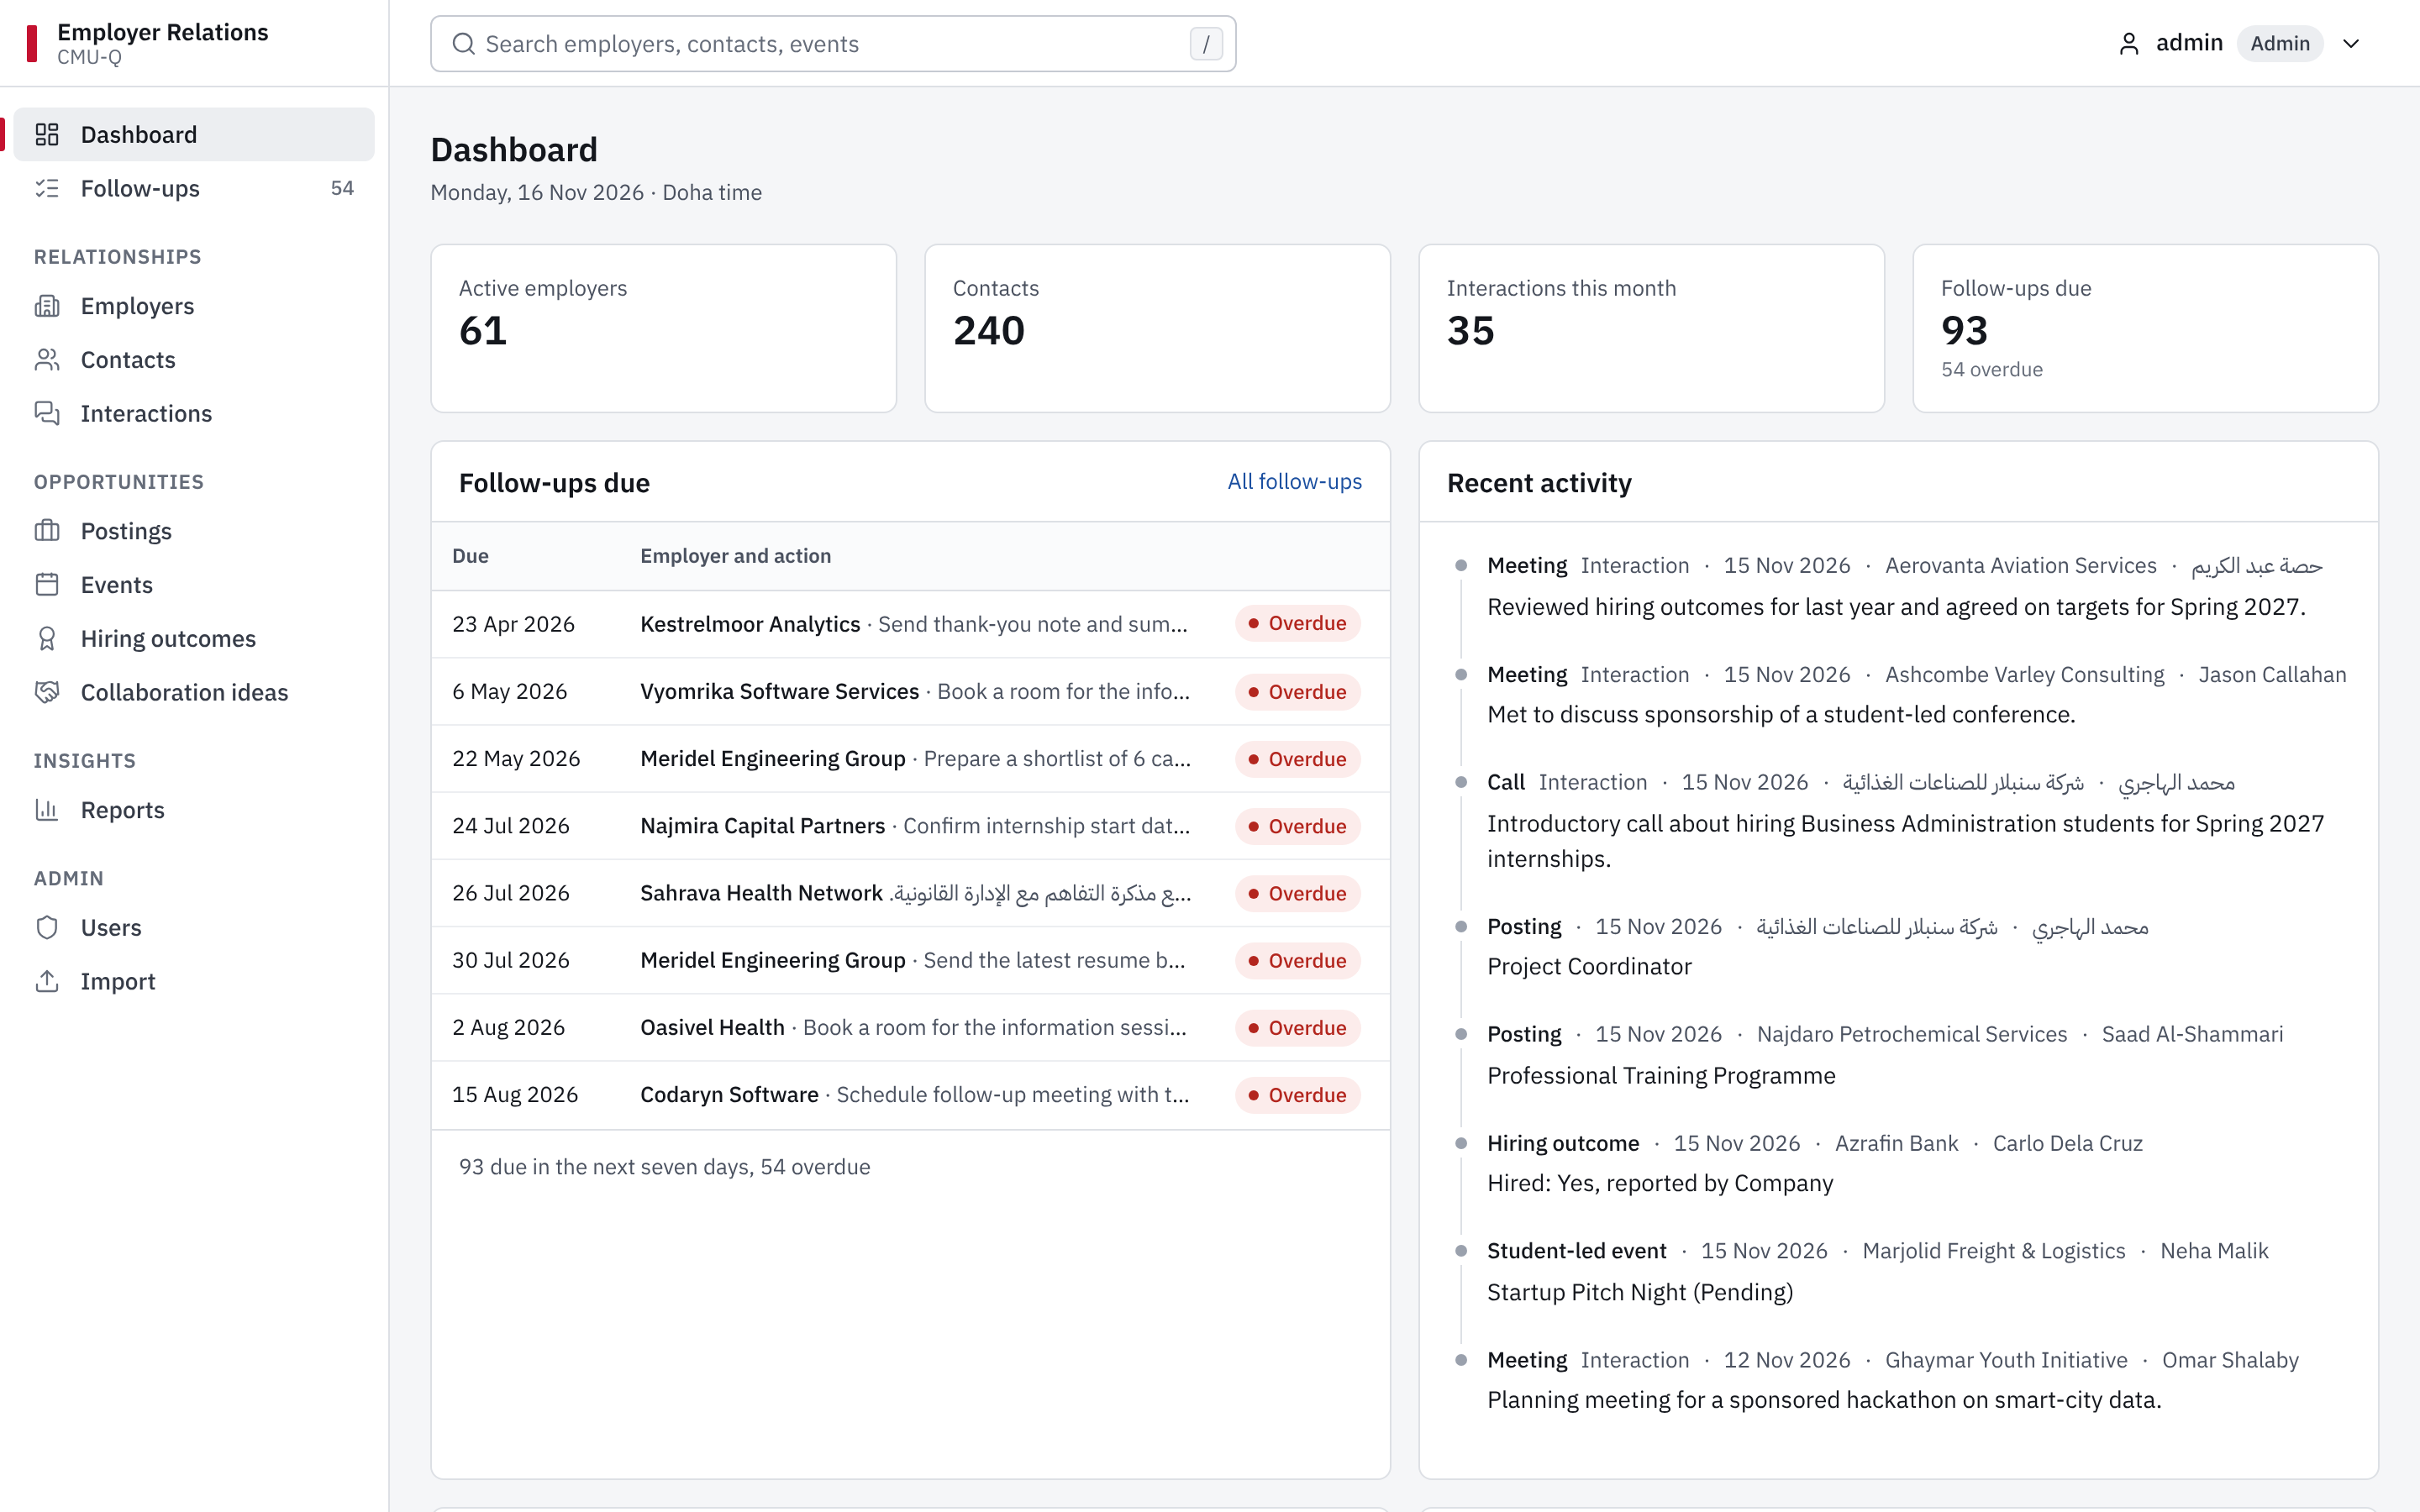 Employer Relations
CMU-Q
Search employers, contacts, events
/
admin
Admin
Dashboard
Follow-ups 54
RELATIONSHIPS
Employers
Contacts
Interactions
OPPORTUNITIES
Postings
Events
Hiring outcomes
Collaboration ideas
INSIGHTS
Reports
ADMIN
Users
Import
Dashboard
Monday, 16 Nov 2026 · Doha time
Active employers
61
Contacts
240
Interactions this month
35
Follow-ups due
93
54 overdue
Follow-ups due
All follow-ups
Due Employer and action
23 Apr 2026 Kestrelmoor Analytics · Send thank-you note and sum... Overdue
6 May 2026 Vyomrika Software Services · Book a room for the info... Overdue
22 May 2026 Meridel Engineering Group · Prepare a shortlist of 6 ca... Overdue
24 Jul 2026 Najmira Capital Partners · Confirm internship start dat... Overdue
26 Jul 2026 Sahrava Health Network ...ع مذكرة التفاهم مع الإدارة القانونية. Overdue
30 Jul 2026 Meridel Engineering Group · Send the latest resume b... Overdue
2 Aug 2026 Oasivel Health · Book a room for the information sessi... Overdue
15 Aug 2026 Codaryn Software · Schedule follow-up meeting with t... Overdue
93 due in the next seven days, 54 overdue
Recent activity
Meeting Interaction · 15 Nov 2026 · Aerovanta Aviation Services · حصة عبد الكريم
Reviewed hiring outcomes for last year and agreed on targets for Spring 2027.
Meeting Interaction · 15 Nov 2026 · Ashcombe Varley Consulting · Jason Callahan
Met to discuss sponsorship of a student-led conference.
Call Interaction · 15 Nov 2026 · شركة سنبلار للصناعات الغذائية · محمد الهاجري
Introductory call about hiring Business Administration students for Spring 2027
internships.
Posting · 15 Nov 2026 · شركة سنبلار للصناعات الغذائية · محمد الهاجري
Project Coordinator
Posting · 15 Nov 2026 · Najdaro Petrochemical Services · Saad Al-Shammari
Professional Training Programme
Hiring outcome · 15 Nov 2026 · Azrafin Bank · Carlo Dela Cruz
Hired: Yes, reported by Company
Student-led event · 15 Nov 2026 · Marjolid Freight & Logistics · Neha Malik
Startup Pitch Night (Pending)
Meeting Interaction · 12 Nov 2026 · Ghaymar Youth Initiative · Omar Shalaby
Planning meeting for a sponsored hackathon on smart-city data.